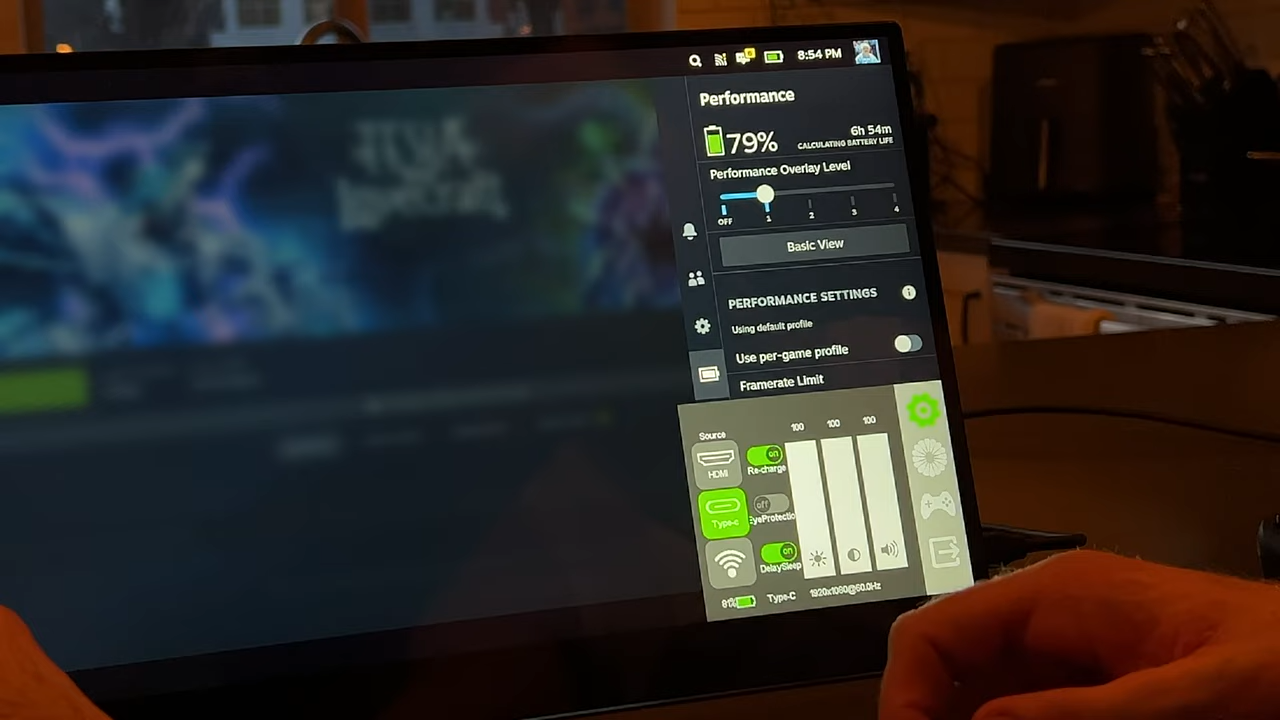 8:54 PM
Performance
79%
6h 54m
CALCULATING BATTERY LIFE
Performance Overlay Level
OFF 1 2 3 4
Basic View
PERFORMANCE SETTINGS
Using default profile
Use per-game profile
Framerate Limit
100 100 100
Source
HDMI
on
Re-charge
Type-c
off
EyeProtectio
on
DelaySleep
81%
Type-C
1920x1080@60.0Hz